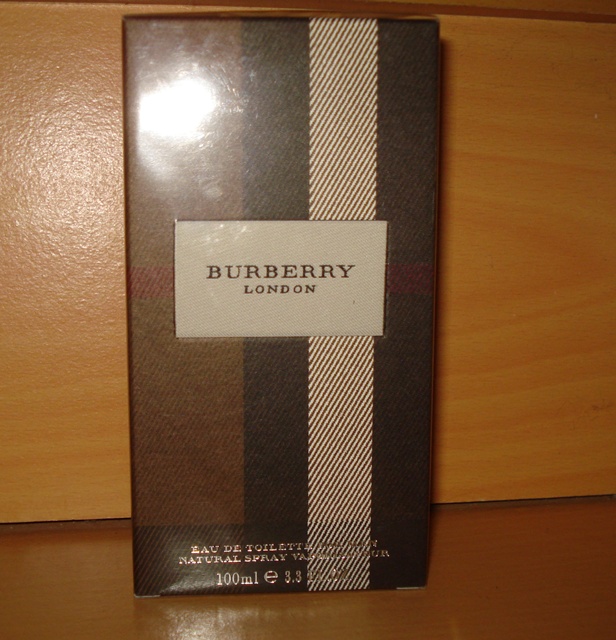 BURBERRY
LONDON
EAU DE TOILETTE
NATURAL SPRAY
100ml e 3.3